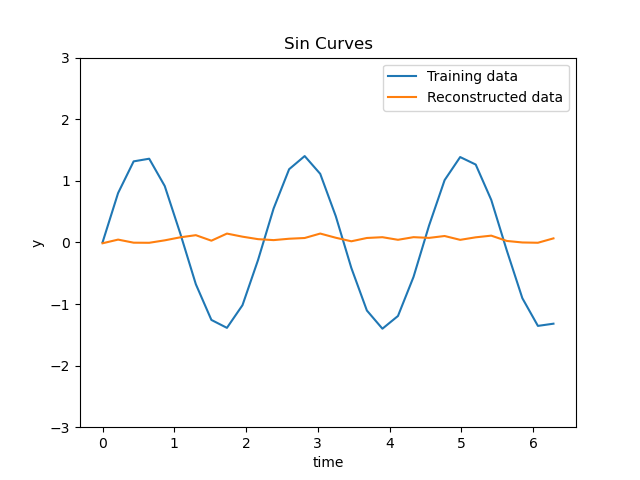 Sin Curves
Training data
Reconstructed data
3
2
1
0
−1
−2
−3
y
0 1 2 3 4 5 6
time